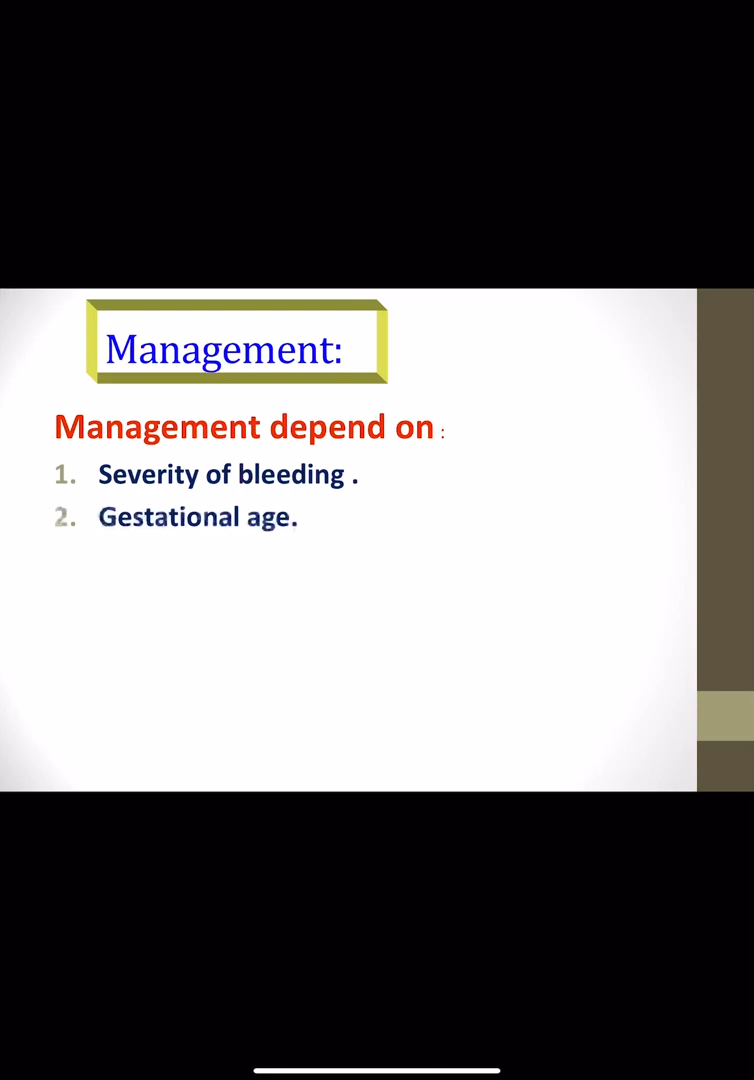 Management:
Management depend on :
1. Severity of bleeding .
2. Gestational age.